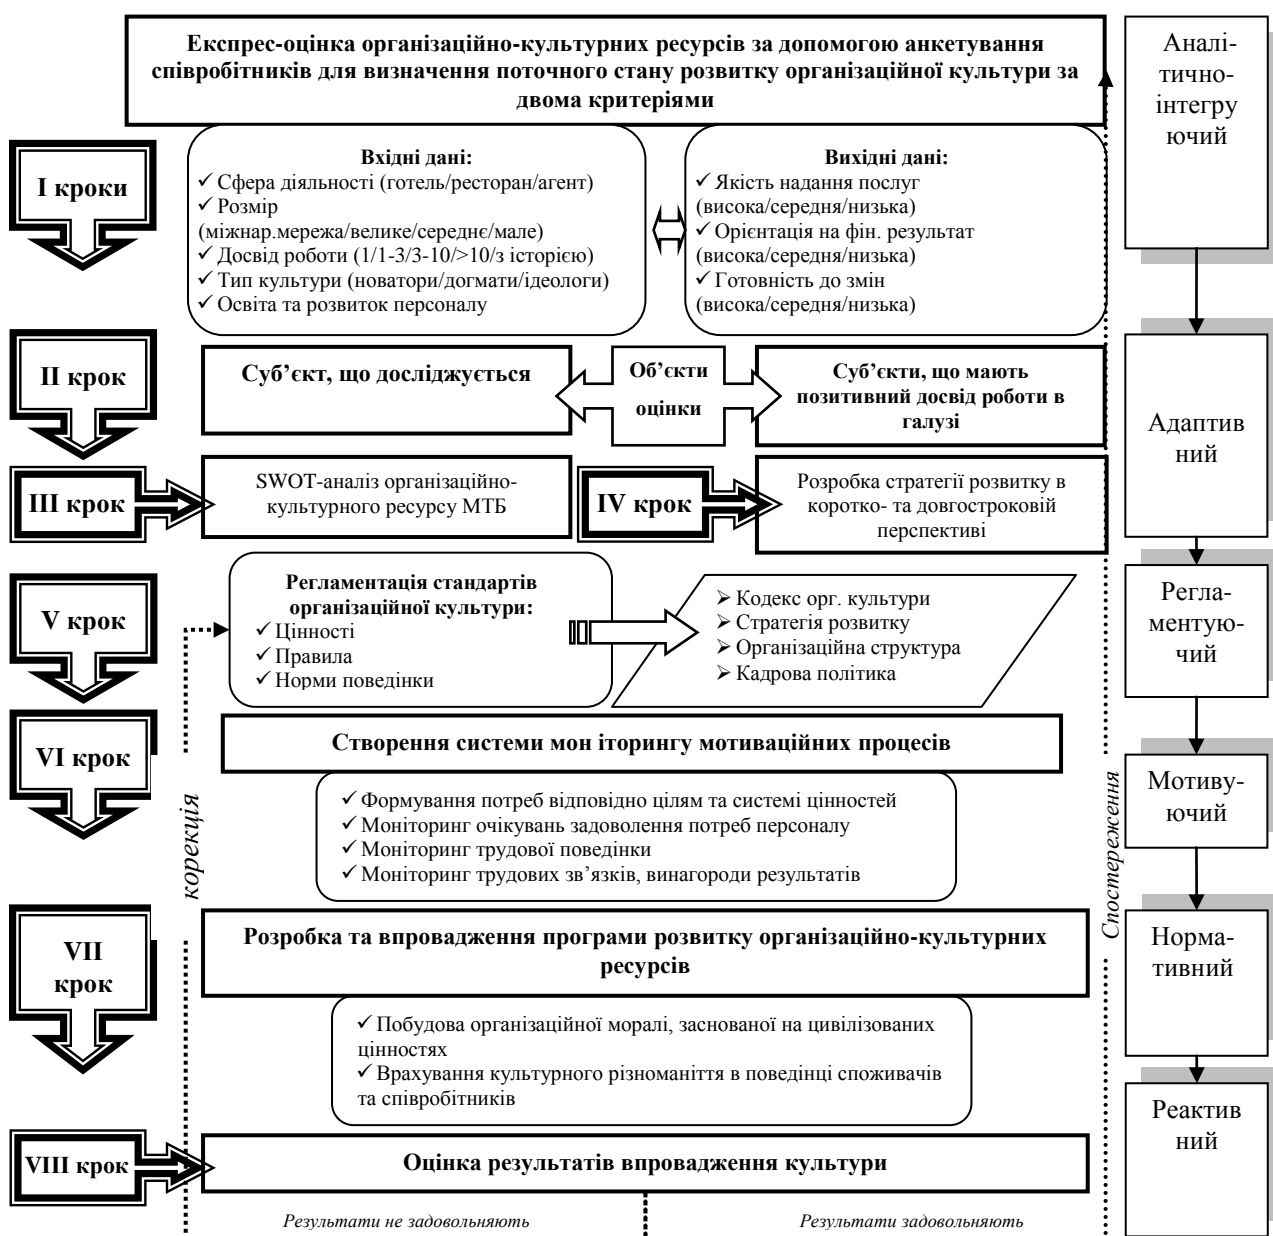 Експрес-оцінка організаційно-культурних ресурсів за допомогою анкетування
співробітників для визначення поточного стану розвитку організаційної культури за
двома критеріями
Аналі-
тично-
інтегру
ючий
I кроки
Вхідні дані:
✓ Сфера діяльності (готель/ресторан/агент)
✓ Розмір
(міжнар.мережа/велике/середнє/мале)
✓ Досвід роботи (1/1-3/3-10/>10/з історією)
✓ Тип культури (новатори/догмати/ідеологи)
✓ Освіта та розвиток персоналу
Вихідні дані:
✓ Якість надання послуг
(висока/середня/низька)
✓ Орієнтація на фін. результат
(висока/середня/низька)
✓ Готовність до змін
(висока/середня/низька)
II крок
Суб’єкт, що досліджується
Об’єкти
оцінки
Суб’єкти, що мають
позитивний досвід роботи в
галузі
Адаптив
ний
III крок
SWOT-аналіз організаційно-
культурного ресурсу МТБ
IV крок
Розробка стратегії розвитку в
коротко- та довгостроковій
перспективі
V крок
Регламентація стандартів
організаційної культури:
✓ Цінності
✓ Правила
✓ Норми поведінки
➢ Кодекс орг. культури
➢ Стратегія розвитку
➢ Організаційна структура
➢ Кадрова політика
Регла-
ментую-
чий
VI крок
Створення системи мон іторингу мотиваційних процесів
✓ Формування потреб відповідно цілям та системі цінностей
✓ Моніторинг очікувань задоволення потреб персоналу
✓ Моніторинг трудової поведінки
✓ Моніторинг трудових зв’язків, винагороди результатів
Мотиву-
ючий
корекція
Спостереження
VII
крок
Розробка та впровадження програми розвитку організаційно-культурних
ресурсів
✓ Побудова організаційної моралі, заснованої на цивілізованих
цінностях
✓ Врахування культурного різноманіття в поведінці споживачів
та співробітників
Норма-
тивний
VIII крок
Оцінка результатів впровадження культури
Реактив
ний
Результати не задовольняють
Результати задовольняють